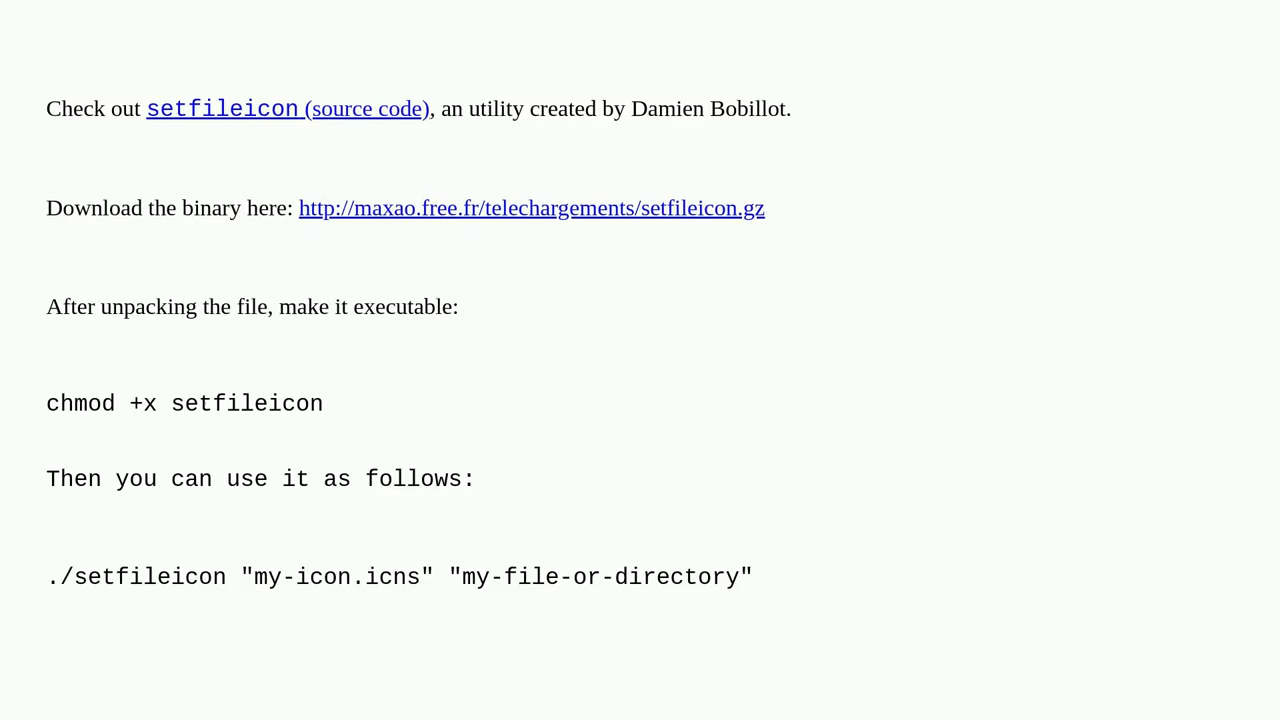 Check out setfileicon (source code), an utility created by Damien Bobillot.
Download the binary here: http://maxao.free.fr/telechargements/setfileicon.gz
After unpacking the file, make it executable:
chmod +x setfileicon
Then you can use it as follows:
./setfileicon "my-icon.icns" "my-file-or-directory"